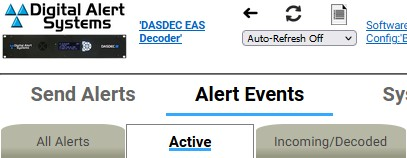 Digital Alert
Systems
'DASDEC EAS
Decoder'
Auto-Refresh Off
Software
Config:'E
Send Alerts
Alert Events
Sy
All Alerts
Active
Incoming/Decoded